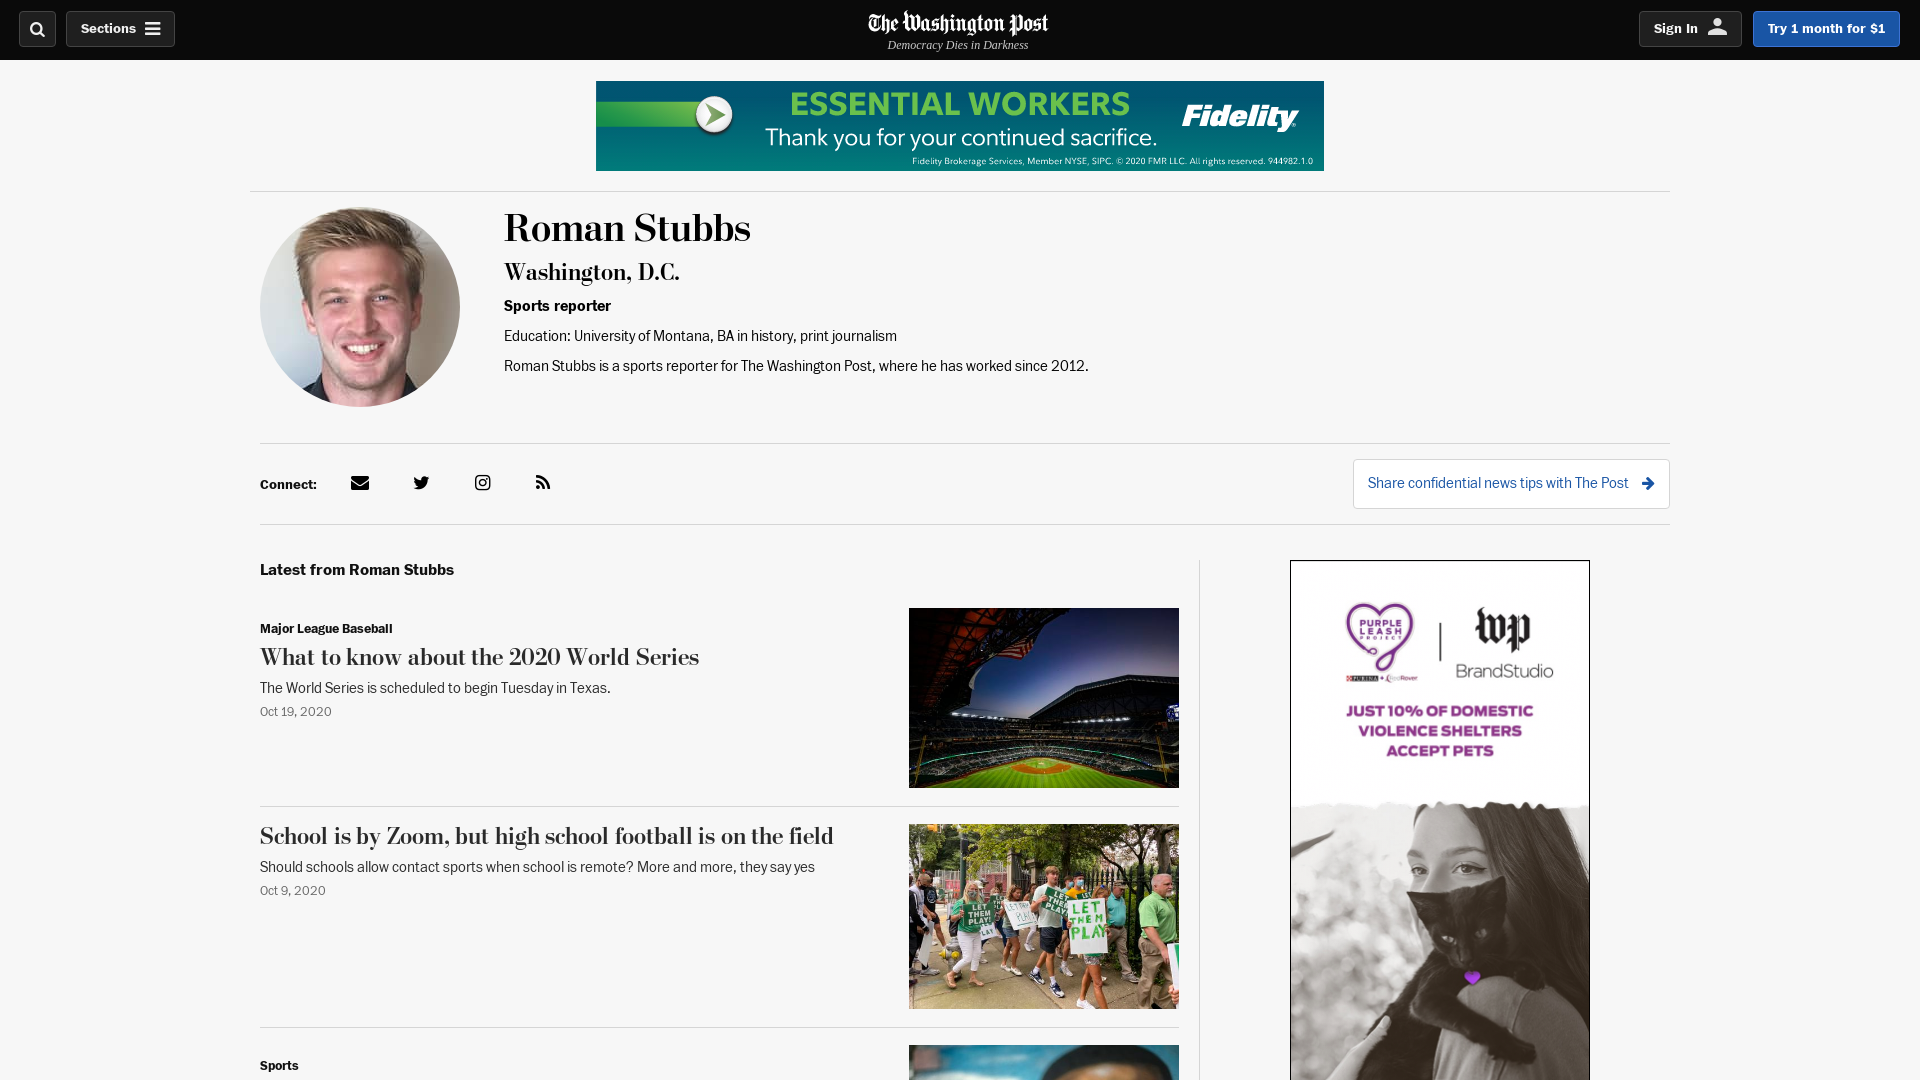 Sections
The Washington Post
Democracy Dies in Darkness
Sign In
Try 1 month for $1
ESSENTIAL WORKERS
Thank you for your continued sacrifice.
Fidelity
Fidelity Brokerage Services, Member NYSE, SIPC. © 2020 FMR LLC. All rights reserved. 944982.1.0
Roman Stubbs
Washington, D.C.
Sports reporter
Education: University of Montana, BA in history, print journalism
Roman Stubbs is a sports reporter for The Washington Post, where he has worked since 2012.
Connect:
Share confidential news tips with The Post
Latest from Roman Stubbs
Major League Baseball
What to know about the 2020 World Series
The World Series is scheduled to begin Tuesday in Texas.
Oct 19, 2020
School is by Zoom, but high school football is on the field
Should schools allow contact sports when school is remote? More and more, they say yes
Oct 9, 2020
LET
THEM
PLAY!
LET
THEM
PLAY
Sports
PURPLE
LEASH
PROJECT
PURINA +
wp
BrandStudio
JUST 10% OF DOMESTIC
VIOLENCE SHELTERS
ACCEPT PETS